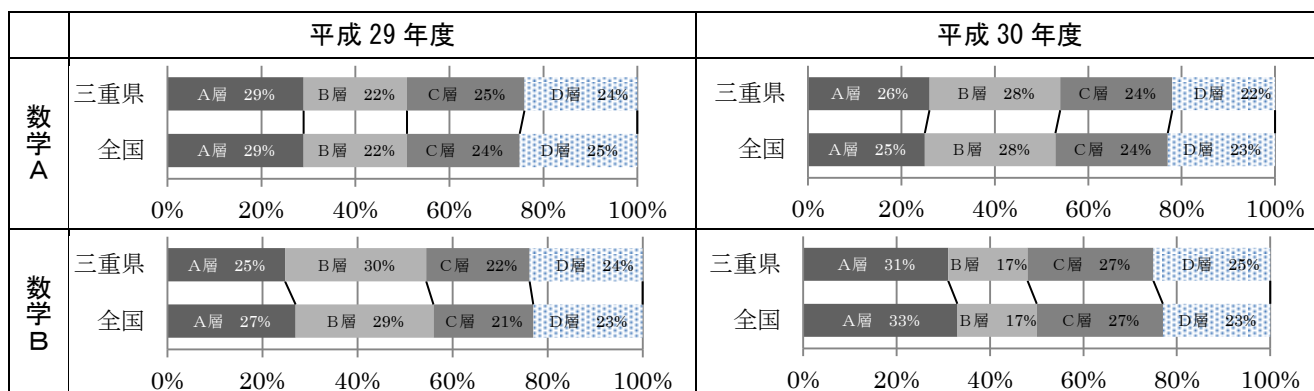 平成 29 年度 平成 30 年度
数学A
三重県 A層 29% B層 22% C層 25% D層 24%
全国 A層 29% B層 22% C層 24% D層 25%
0% 20% 40% 60% 80% 100%
三重県 A層 26% B層 28% C層 24% D層 22%
全国 A層 25% B層 28% C層 24% D層 23%
0% 20% 40% 60% 80% 100%
数学B
三重県 A層 25% B層 30% C層 22% D層 24%
全国 A層 27% B層 29% C層 21% D層 23%
0% 20% 40% 60% 80% 100%
三重県 A層 31% B層 17% C層 27% D層 25%
全国 A層 33% B層 17% C層 27% D層 23%
0% 20% 40% 60% 80% 100%